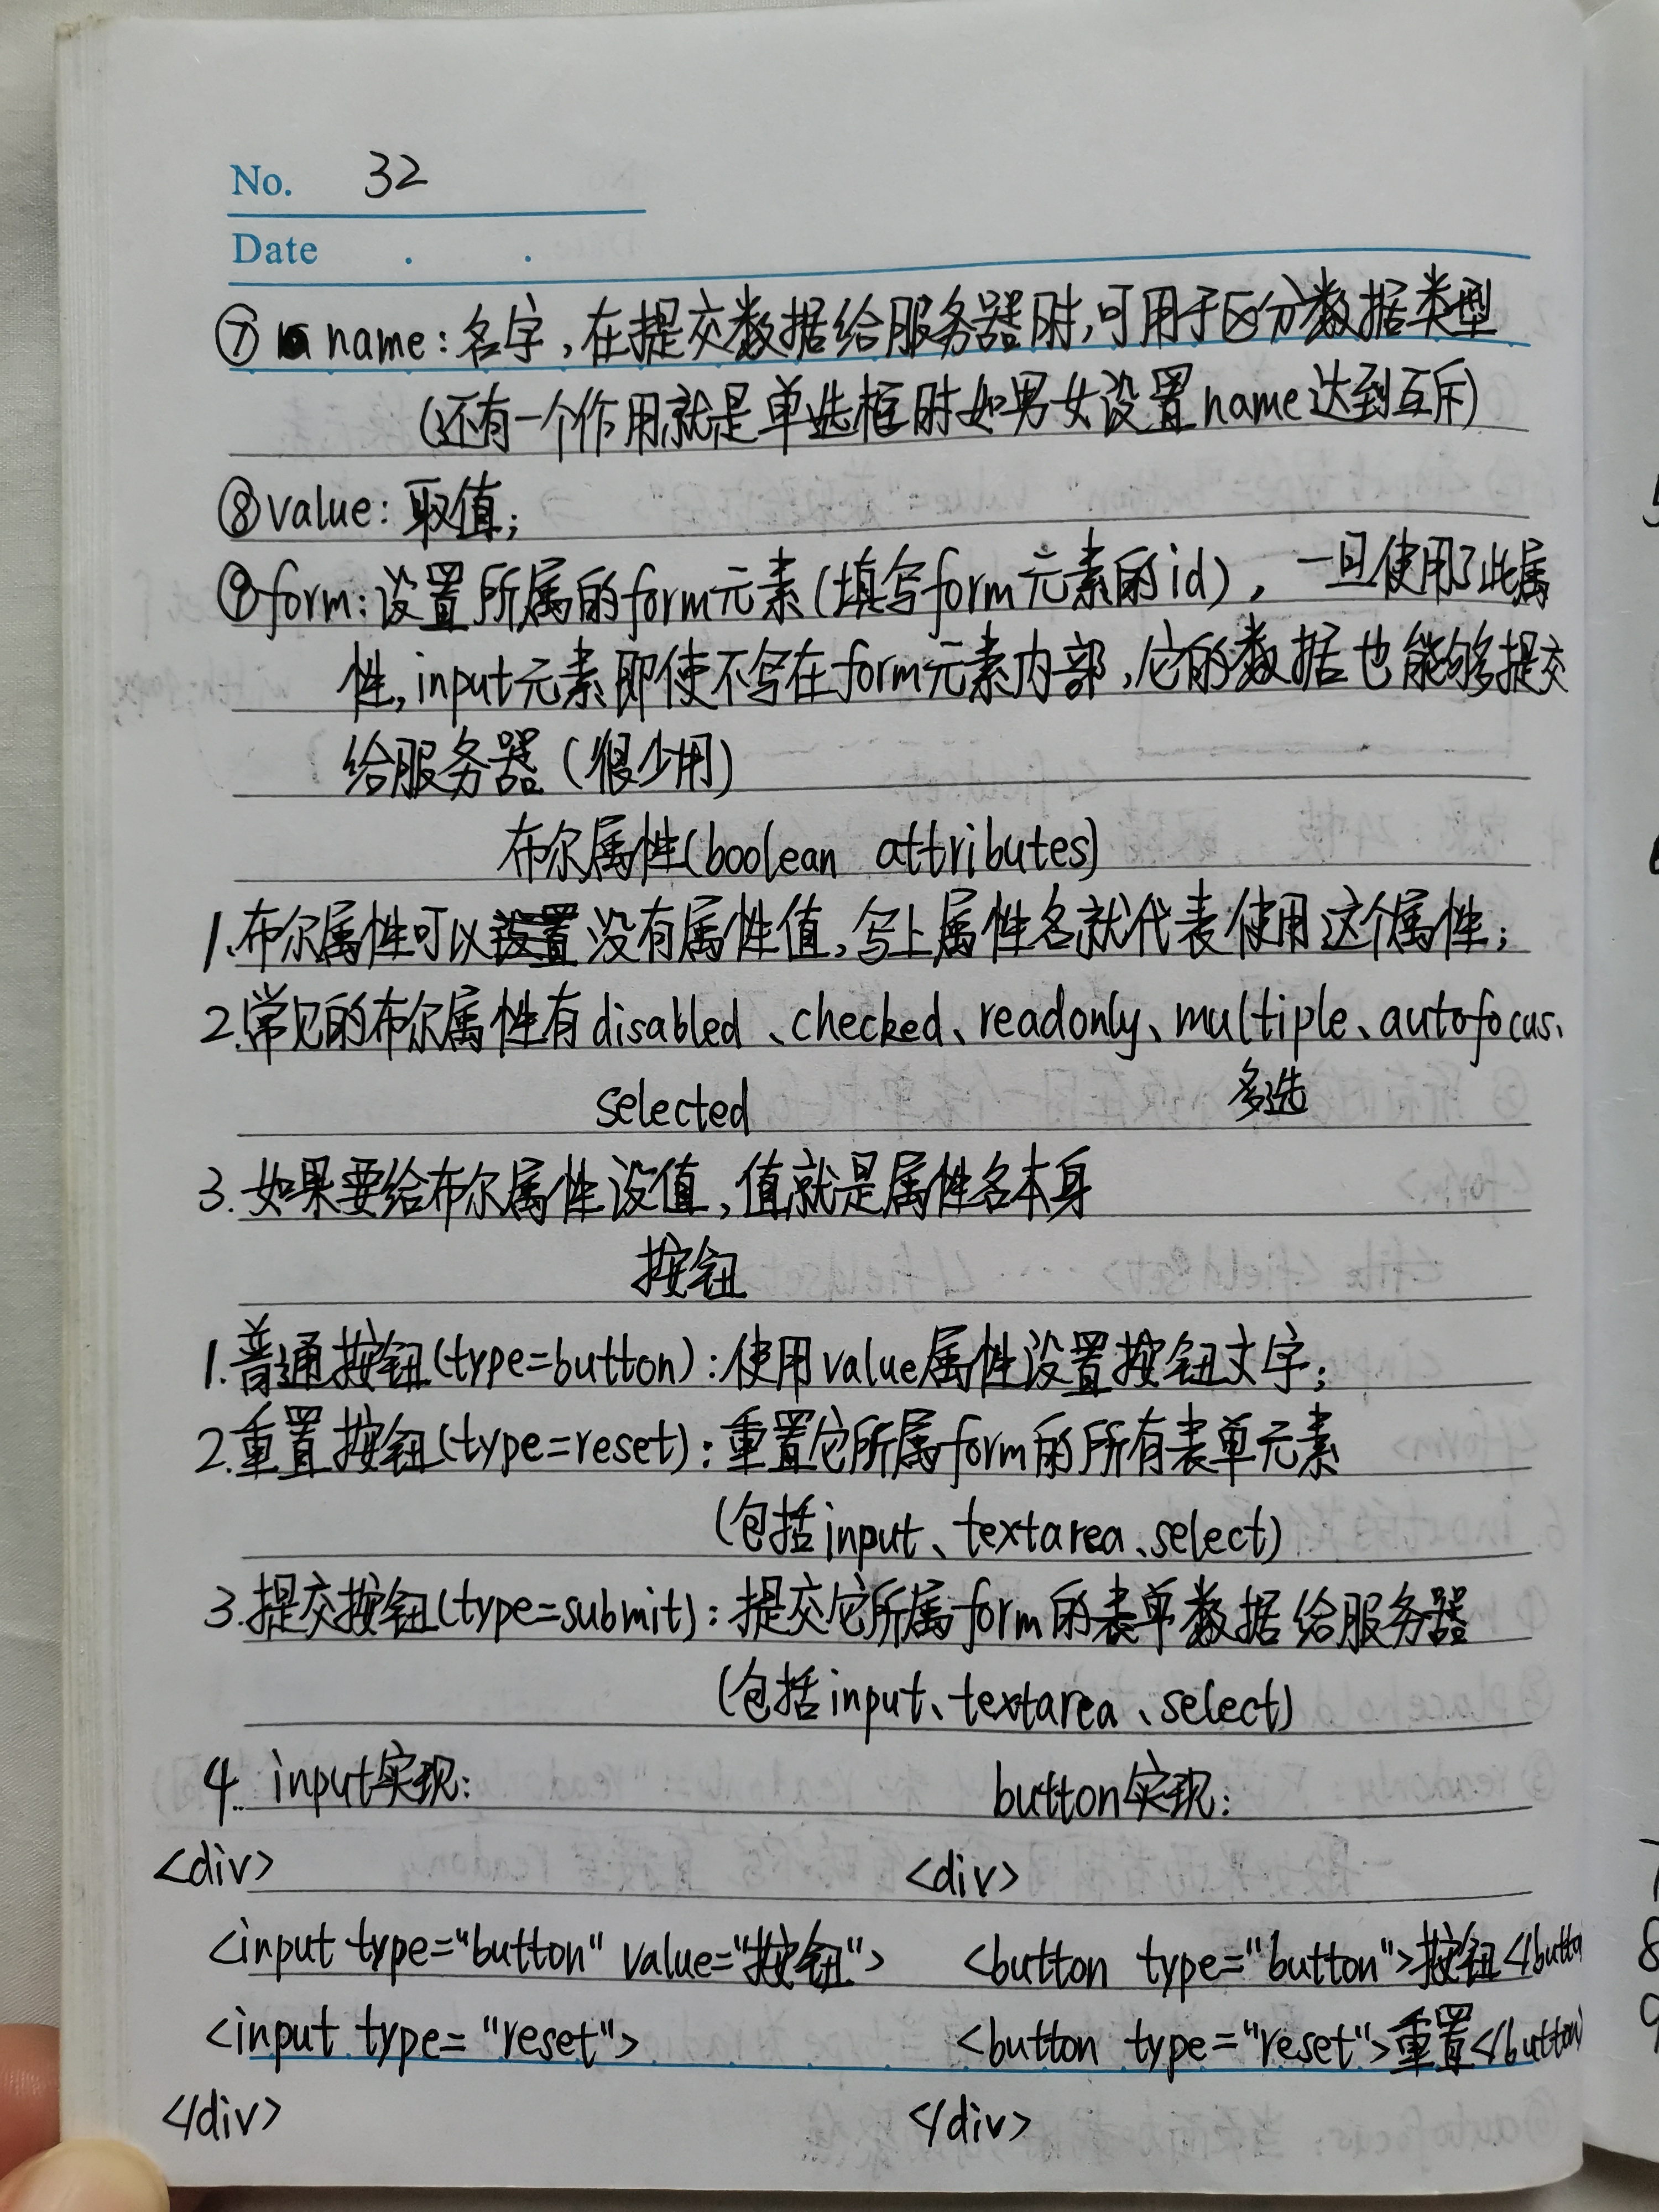 No. 32
Date . .
⑦ name:名字,在提交数据给服务器时,可用于区分数据类型
(还有一个作用就是单选框时如男女设置name达到互斥)
⑧value:取值;
⑨form:设置所属的form元素(填写form元素的id),一旦使用了此属
性,input元素即使不写在form元素内部,它的数据也能够提交
给服务器(很少用)
布尔属性(boolean attributes)
1.布尔属性可以没有属性值,写上属性名就代表使用这个属性;
2.常见的布尔属性有disabled、checked、readonly、multiple、autofocus、
selected 多选
3.如果要给布尔属性设值,值就是属性名本身
按钮
1.普通按钮(type=button):使用value属性设置按钮文字;
2.重置按钮(type=reset):重置它所属form的所有表单元素
(包括input、textarea、select)
3.提交按钮(type=submit):提交它所属form的表单数据给服务器
(包括input、textarea、select)
4. input实现: button实现:
<div> <div>
<input type="button" value="按钮"> <button type="button">按钮</butto
<input type="reset"> <button type="reset">重置</button
</div> </div>